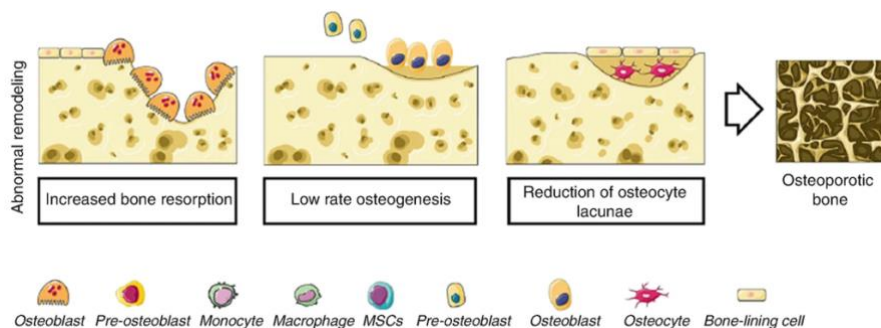 Abnormal remodeling
Increased bone resorption
Low rate osteogenesis
Reduction of osteocyte
lacunae
Osteoporotic
bone
Osteoblast Pre-osteoblast Monocyte Macrophage MSCs Pre-osteoblast Osteoblast Osteocyte Bone-lining cell